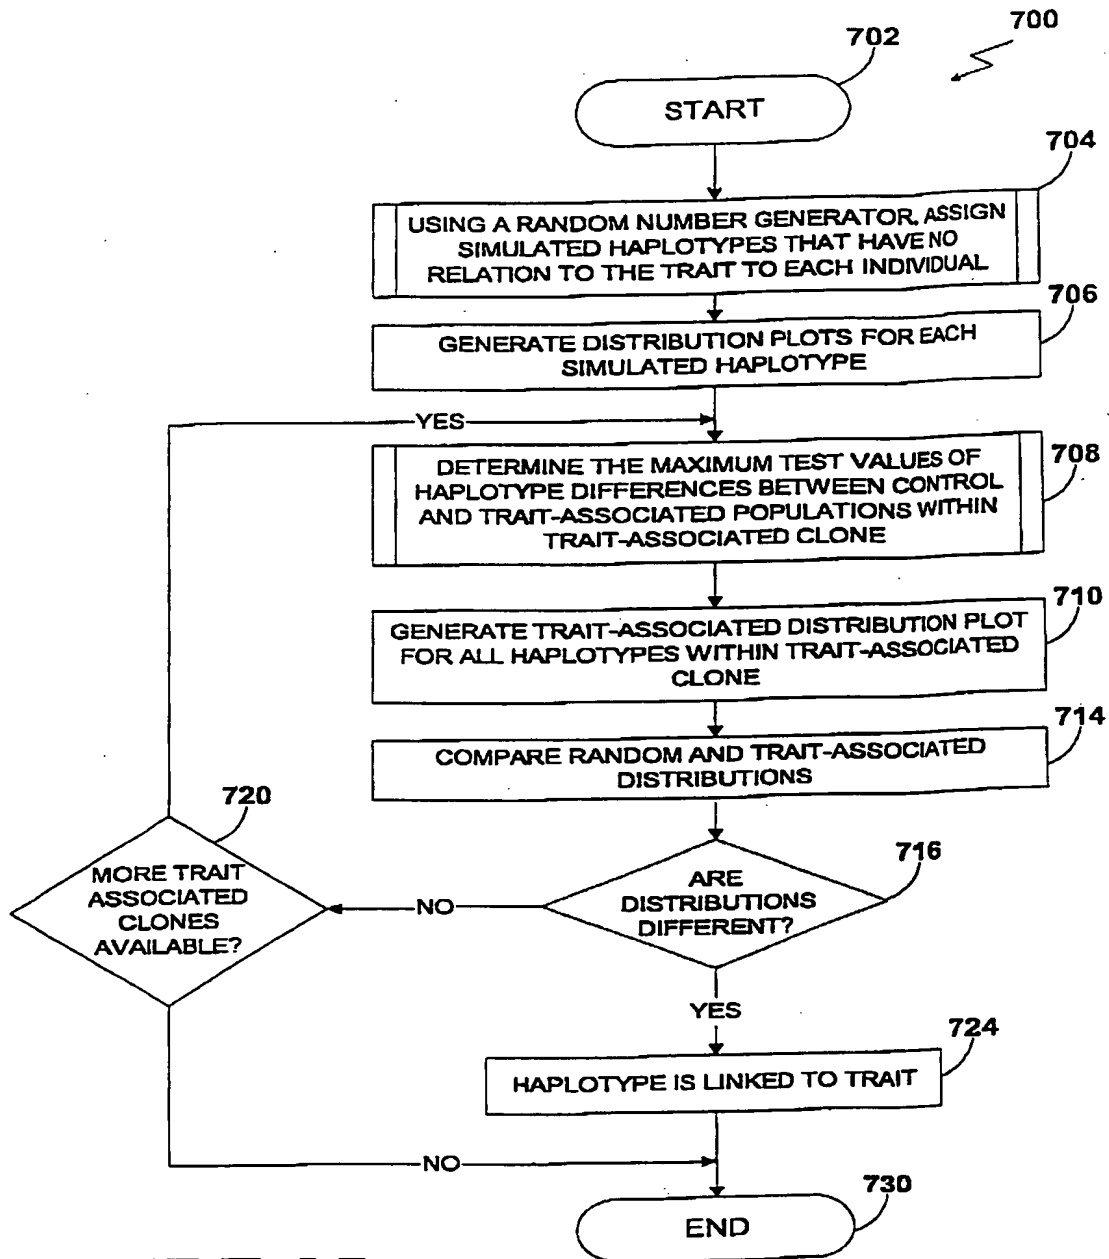 700
702
START
704
USING A RANDOM NUMBER GENERATOR. ASSIGN
SIMULATED HAPLOTYPES THAT HAVE NO
RELATION TO THE TRAIT TO EACH INDIVIDUAL
706
GENERATE DISTRIBUTION PLOTS FOR EACH
SIMULATED HAPLOTYPE
YES
708
DETERMINE THE MAXIMUM TEST VALUES OF
HAPLOTYPE DIFFERENCES BETWEEN CONTROL
AND TRAIT-ASSOCIATED POPULATIONS WITHIN
TRAIT-ASSOCIATED CLONE
710
GENERATE TRAIT-ASSOCIATED DISTRIBUTION PLOT
FOR ALL HAPLOTYPES WITHIN TRAIT-ASSOCIATED
CLONE
714
COMPARE RANDOM AND TRAIT-ASSOCIATED
DISTRIBUTIONS
720
MORE TRAIT
ASSOCIATED
CLONES
AVAILABLE?
NO
716
ARE
DISTRIBUTIONS
DIFFERENT?
YES
724
HAPLOTYPE IS LINKED TO TRAIT
NO
730
END